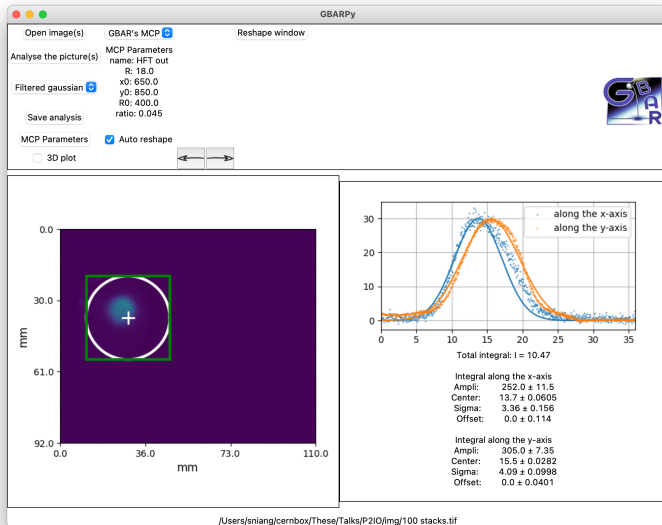 GBARPy
Open image(s)
GBAR's MCP
Reshape window
Analyse the picture(s)
MCP Parameters
name: HFT out
R: 18.0
x0: 650.0
y0: 850.0
R0: 400.0
ratio: 0.045
Filtered gaussian
Save analysis
MCP Parameters
Auto reshape
3D plot
GBAR
0.0
30.0
61.0
92.0
mm
0.0
36.0
73.0
110.0
mm
along the x-axis
along the y-axis
30
20
10
0
0
5
10
15
20
25
30
35
Total integral: I = 10.47
Integral along the x-axis
Ampli: 252.0 ± 11.5
Center: 13.7 ± 0.0605
Sigma: 3.36 ± 0.156
Offset: 0.0 ± 0.114
Integral along the y-axis
Ampli: 305.0 ± 7.35
Center: 15.5 ± 0.0282
Sigma: 4.09 ± 0.0998
Offset: 0.0 ± 0.0401
/Users/sniang/cernbox/These/Talks/P2IO/img/100 stacks.tif